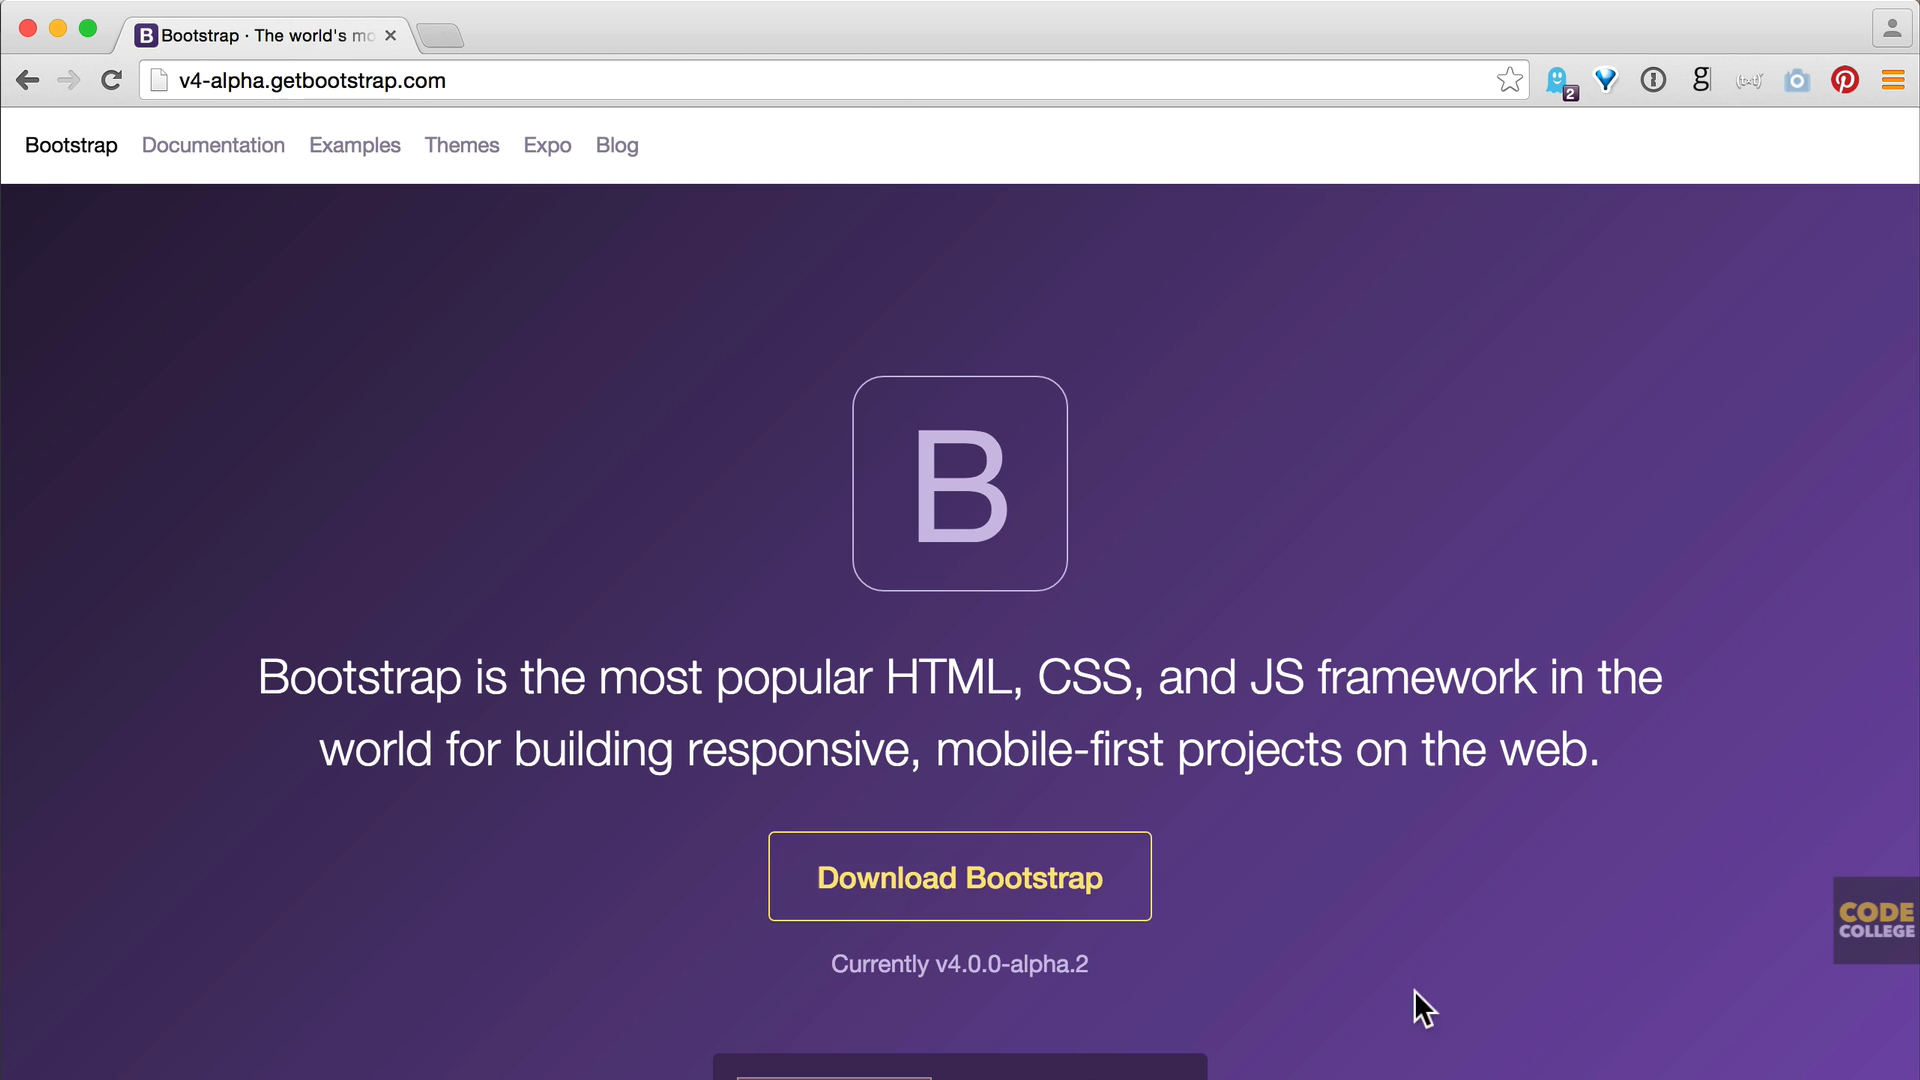 B Bootstrap · The world's mo
v4-alpha.getbootstrap.com
2
g
(txt)
Bootstrap Documentation Examples Themes Expo Blog
B
Bootstrap is the most popular HTML, CSS, and JS framework in the
world for building responsive, mobile-first projects on the web.
Download Bootstrap
Currently v4.0.0-alpha.2
CODE
COLLEGE